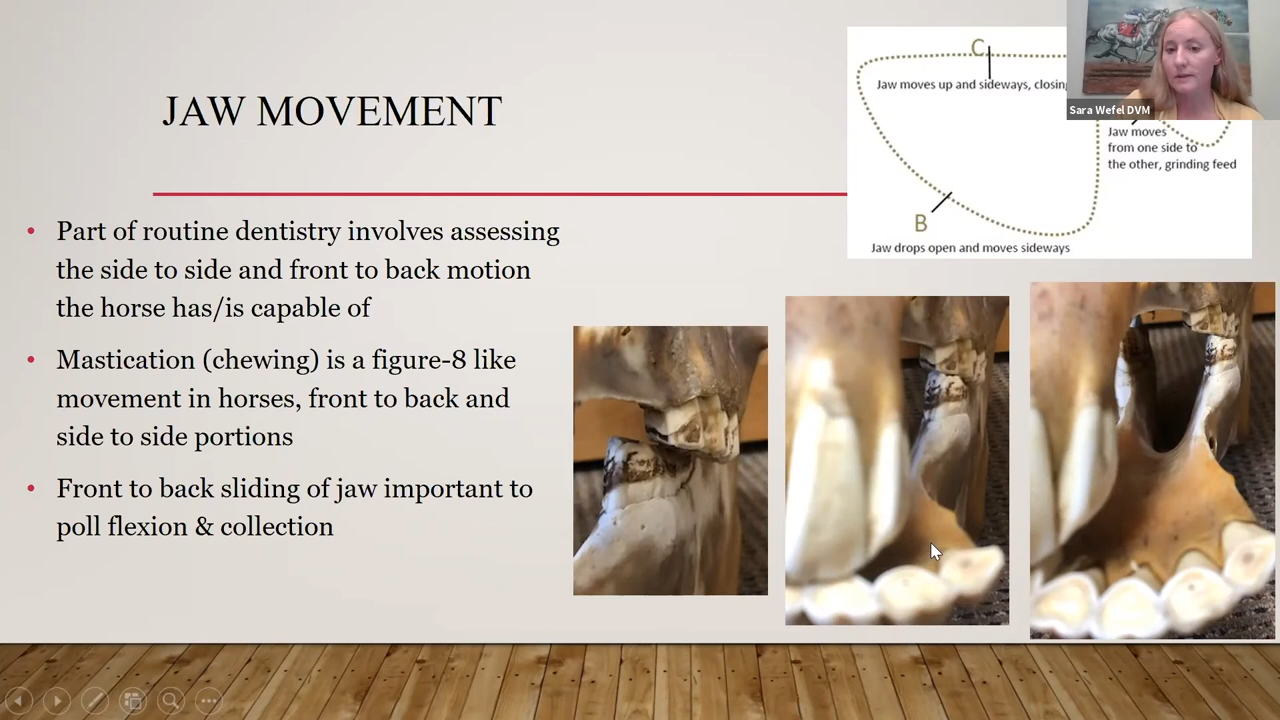 JAW MOVEMENT
• Part of routine dentistry involves assessing
the side to side and front to back motion
the horse has/is capable of
• Mastication (chewing) is a figure-8 like
movement in horses, front to back and
side to side portions
• Front to back sliding of jaw important to
poll flexion & collection
C
Jaw moves up and sideways, closing
Sara Wefel DVM
Jaw moves
from one side to
the other, grinding feed
B
Jaw drops open and moves sideways